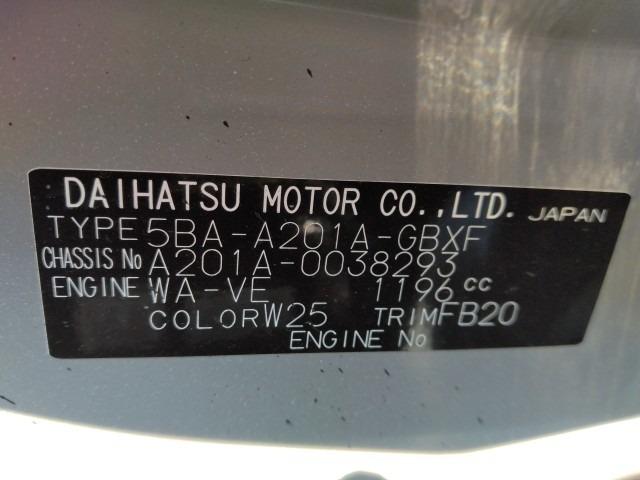 DAIHATSU MOTOR CO.,LTD. JAPAN
TYPE 5BA-A201A-GBXF
CHASSIS No A201A-0038293
ENGINE WA-VE 1196 cc
COLOR W25 TRIM FB20
ENGINE No